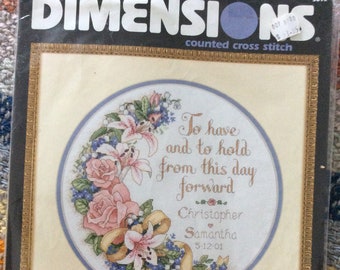 DIMENSIONS
counted cross stitch
To have
and to hold
from this day
forward
Christopher
Samantha
5·12·01